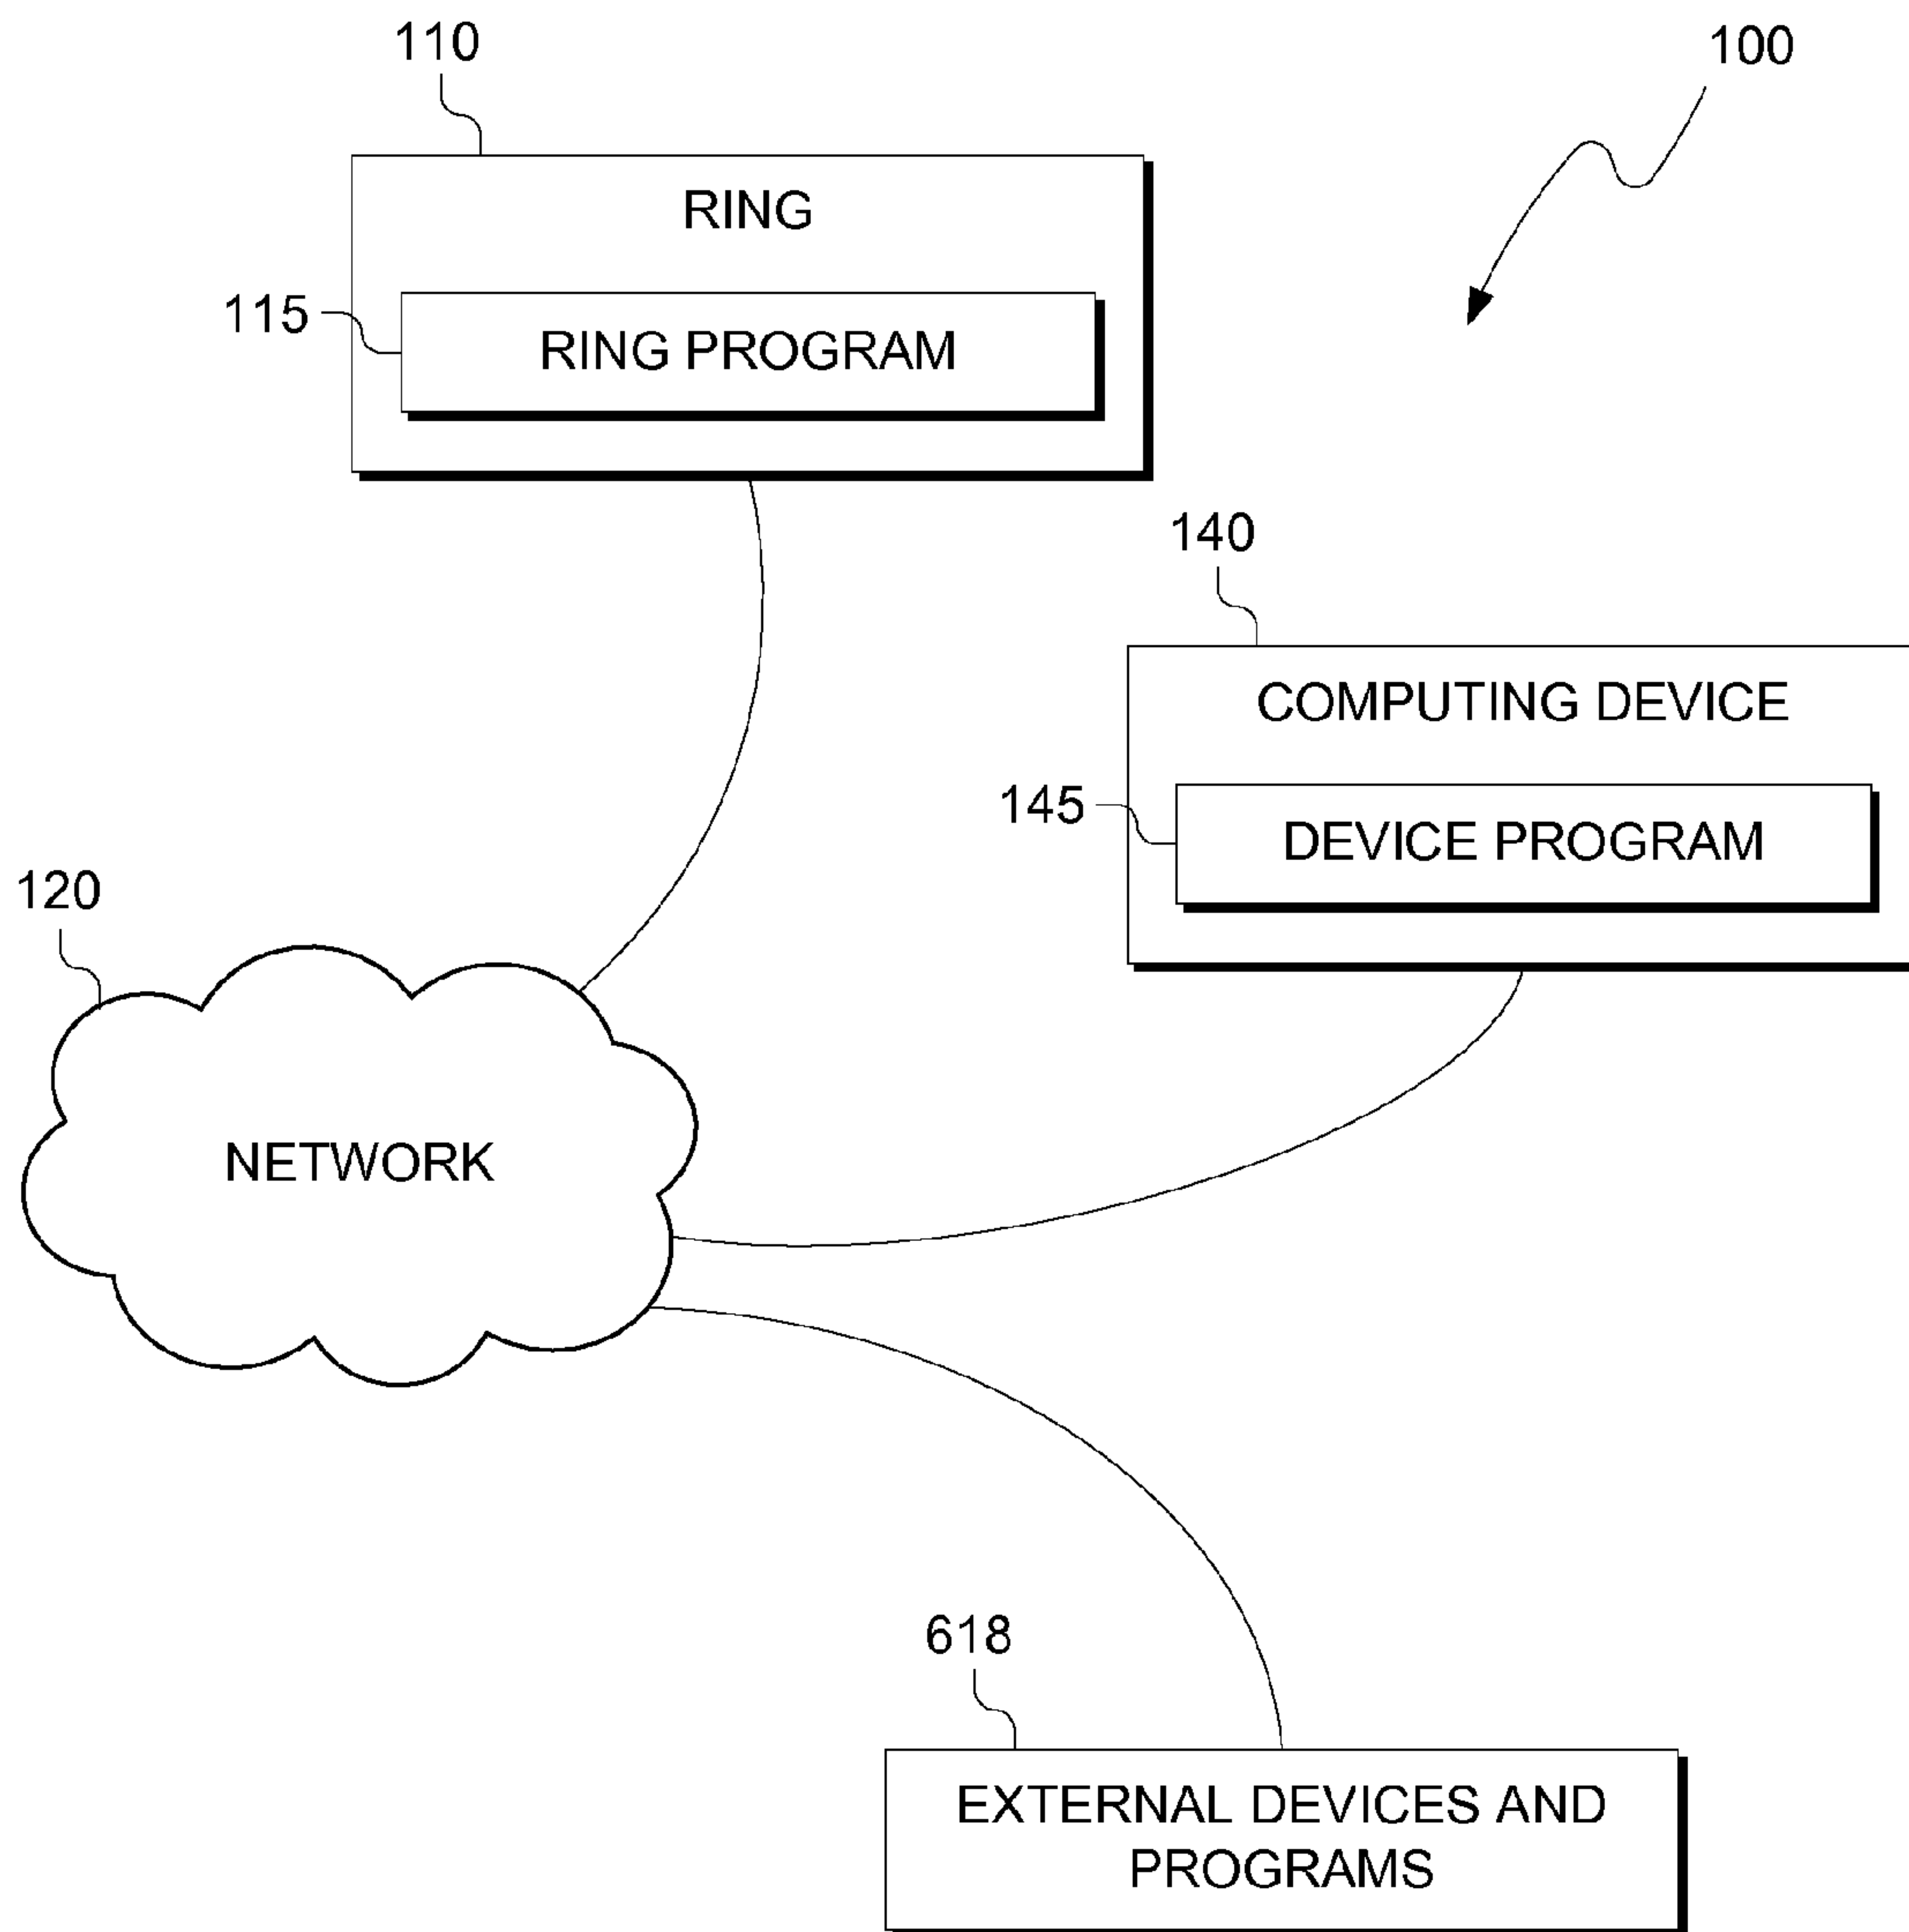 110
100
RING
115
RING PROGRAM
140
COMPUTING DEVICE
145
DEVICE PROGRAM
120
NETWORK
618
EXTERNAL DEVICES AND
PROGRAMS